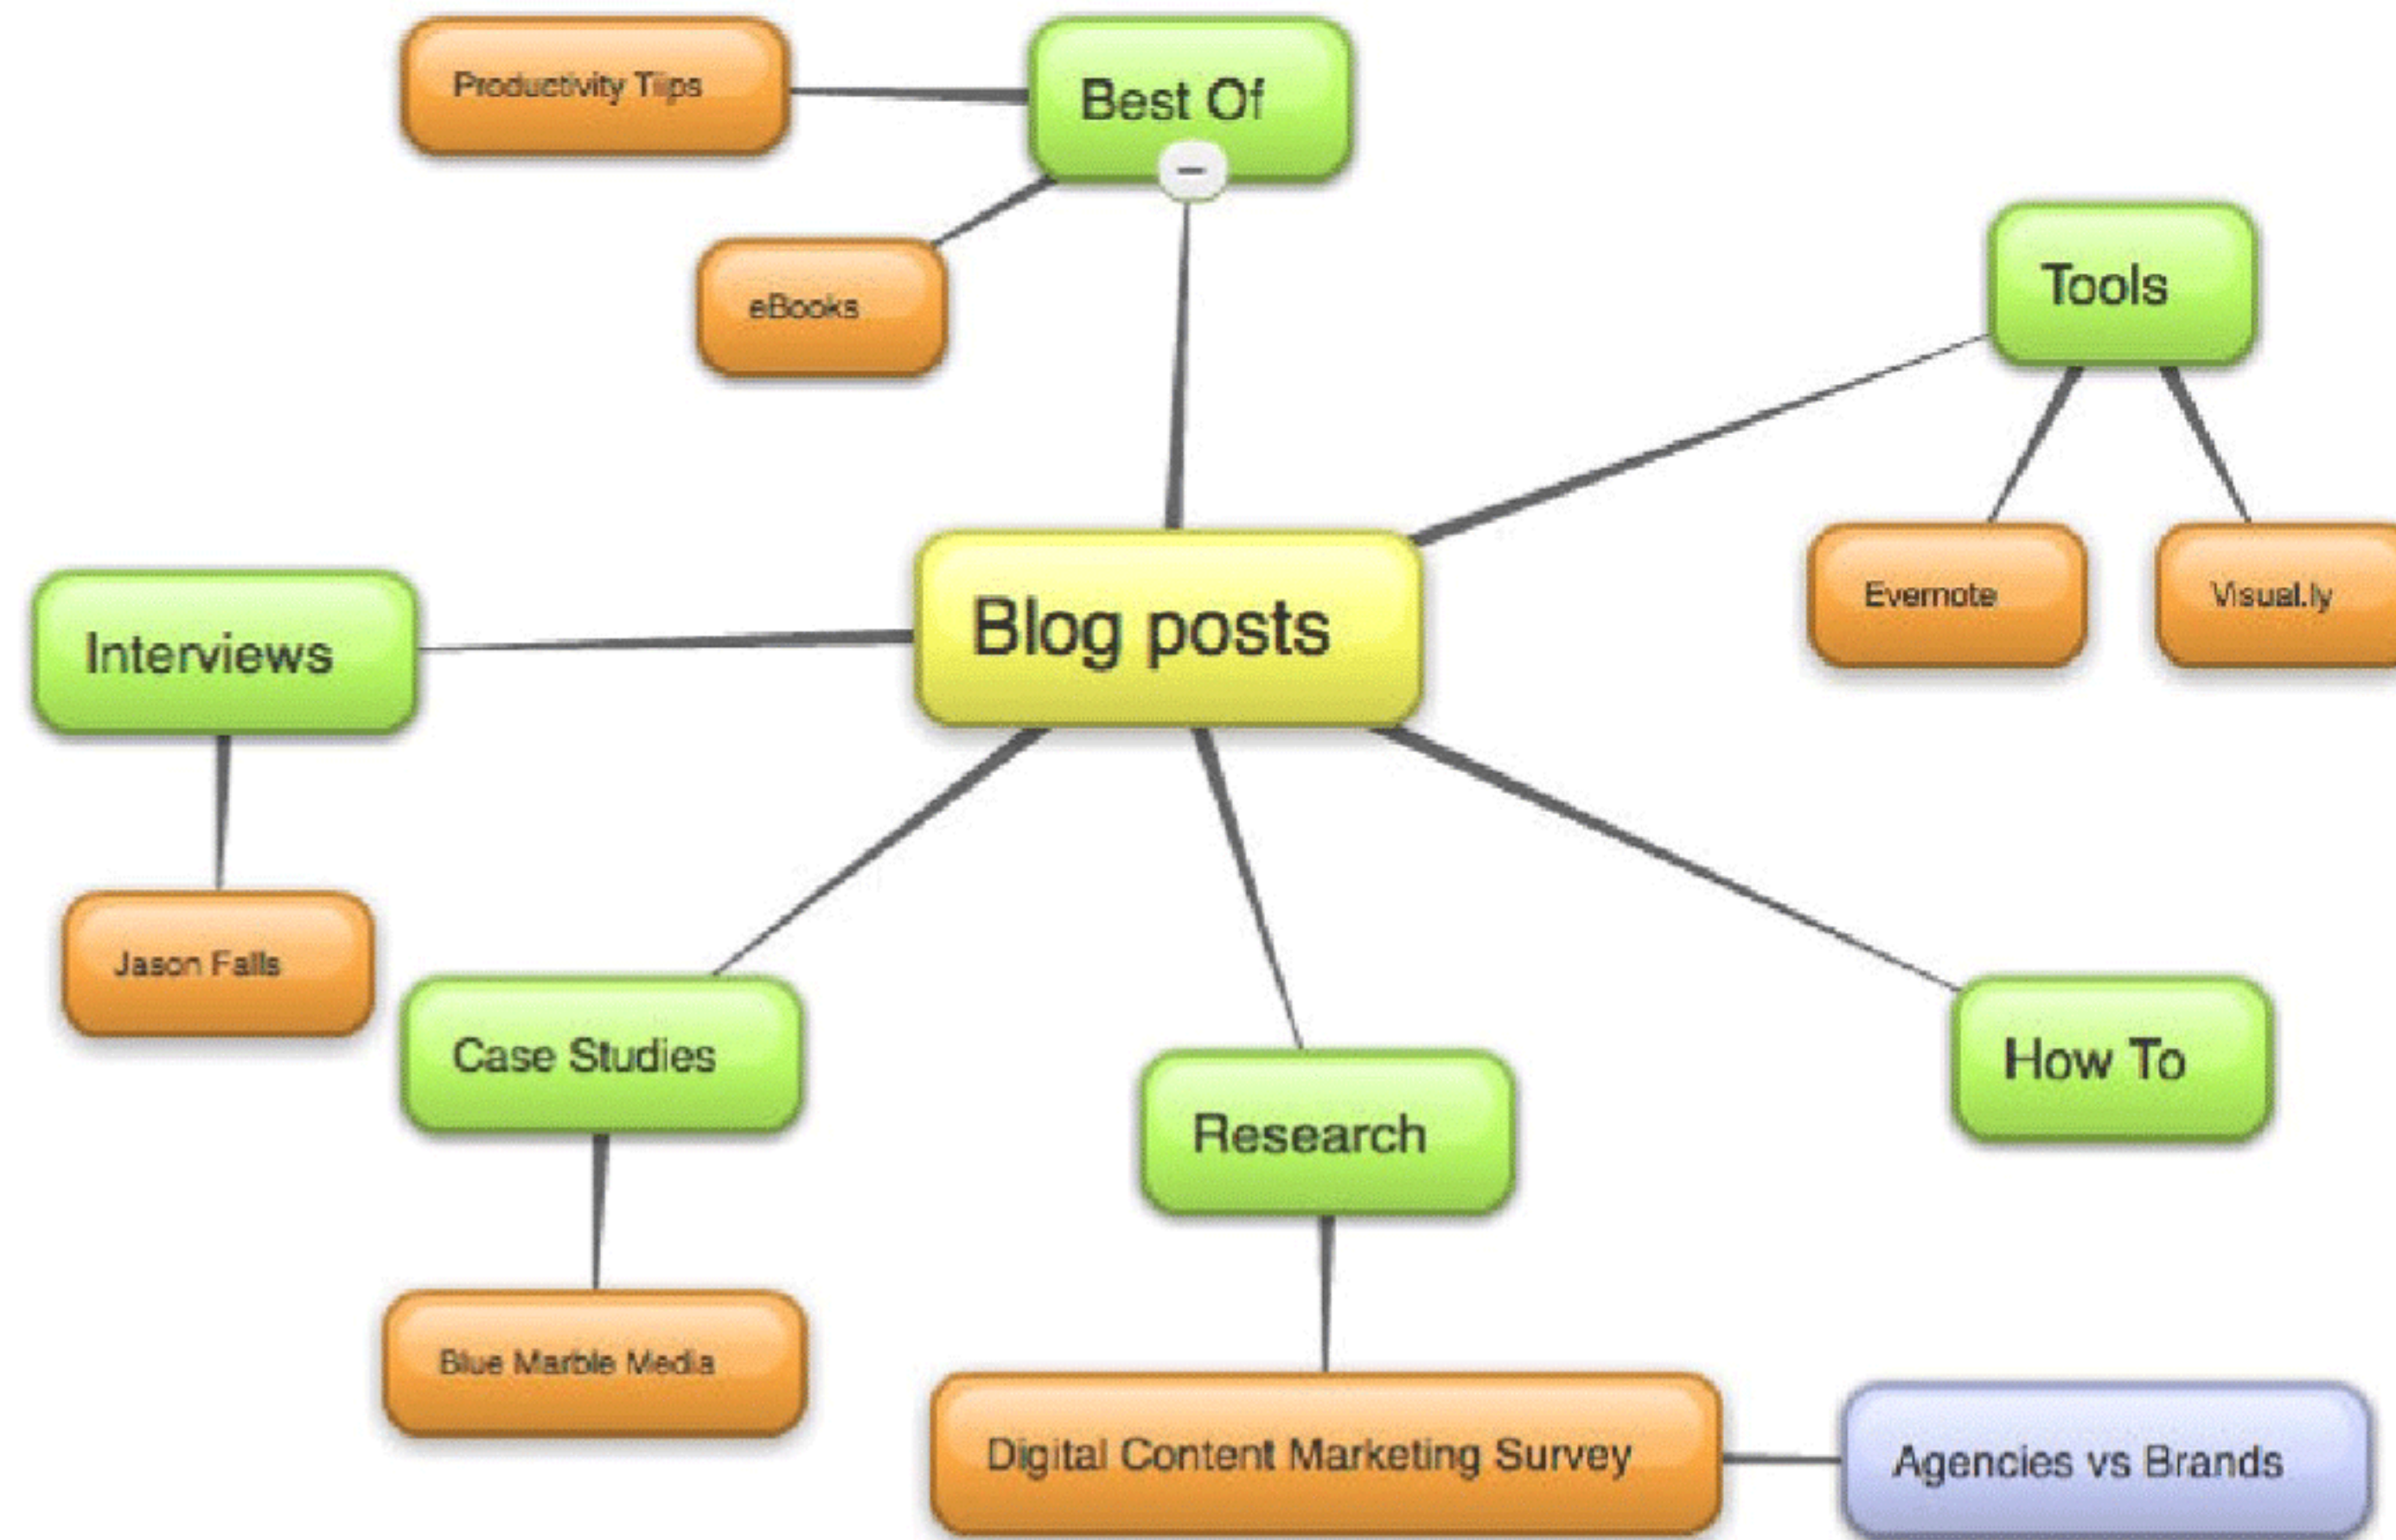 Productivity Tiips
Best Of
eBooks
Tools
Evernote
Visual.ly
Blog posts
Interviews
Jason Falls
Case Studies
How To
Research
Blue Marble Media
Digital Content Marketing Survey
Agencies vs Brands